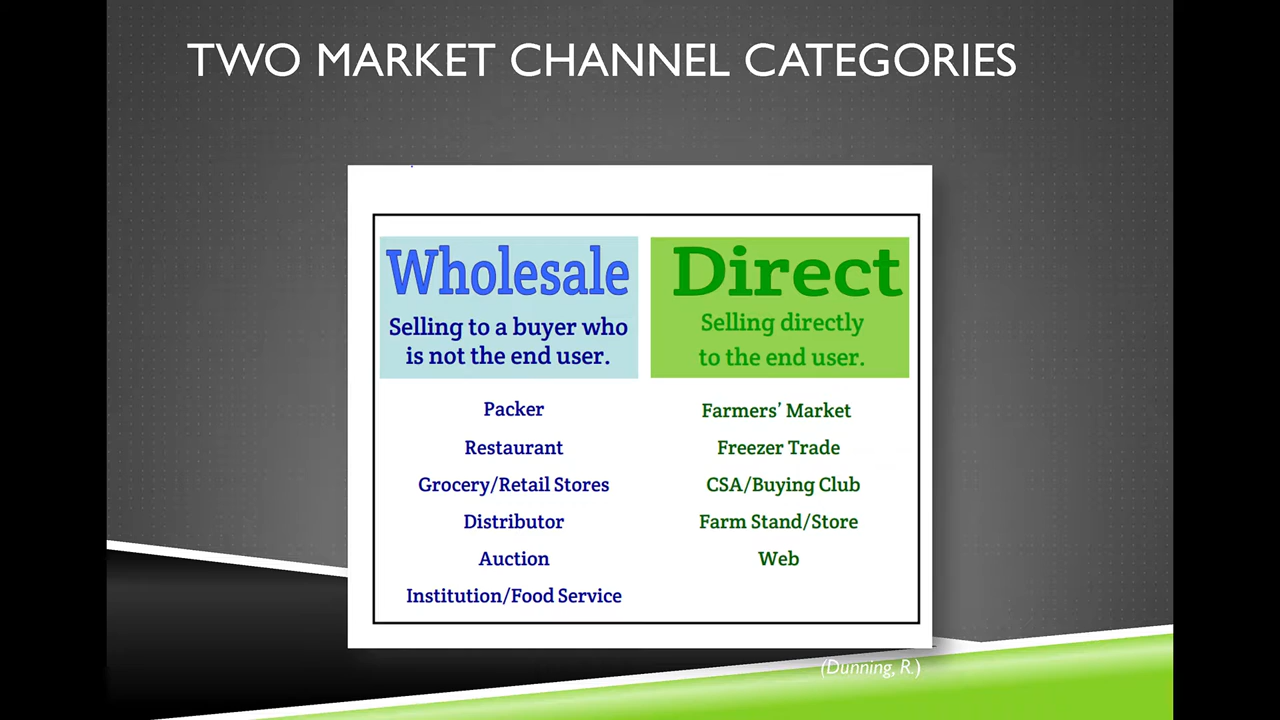 TWO MARKET CHANNEL CATEGORIES
Wholesale
Selling to a buyer who
is not the end user.
Packer
Restaurant
Grocery/Retail Stores
Distributor
Auction
Institution/Food Service
Direct
Selling directly
to the end user.
Farmers’ Market
Freezer Trade
CSA/Buying Club
Farm Stand/Store
Web
(Dunning, R.)